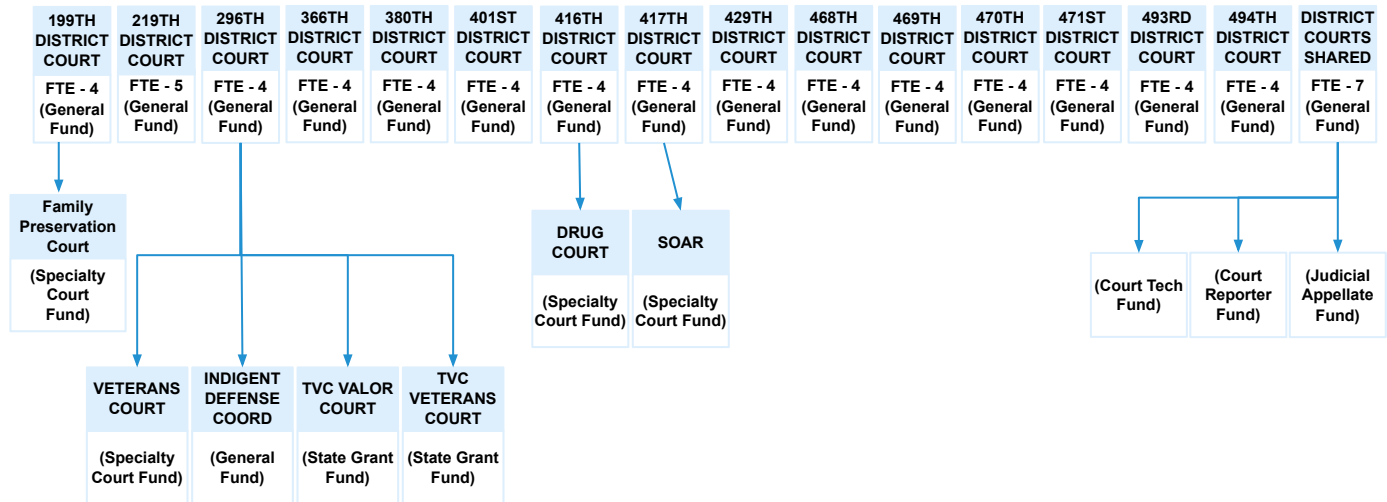 199TH
DISTRICT
COURT
FTE - 4
(General
Fund)
219TH
DISTRICT
COURT
FTE - 5
(General
Fund)
296TH
DISTRICT
COURT
FTE - 4
(General
Fund)
366TH
DISTRICT
COURT
FTE - 4
(General
Fund)
380TH
DISTRICT
COURT
FTE - 4
(General
Fund)
401ST
DISTRICT
COURT
FTE - 4
(General
Fund)
416TH
DISTRICT
COURT
FTE - 4
(General
Fund)
417TH
DISTRICT
COURT
FTE - 4
(General
Fund)
429TH
DISTRICT
COURT
FTE - 4
(General
Fund)
468TH
DISTRICT
COURT
FTE - 4
(General
Fund)
469TH
DISTRICT
COURT
FTE - 4
(General
Fund)
470TH
DISTRICT
COURT
FTE - 4
(General
Fund)
471ST
DISTRICT
COURT
FTE - 4
(General
Fund)
493RD
DISTRICT
COURT
FTE - 4
(General
Fund)
494TH
DISTRICT
COURT
FTE - 4
(General
Fund)
DISTRICT
COURTS
SHARED
FTE - 7
(General
Fund)
Family
Preservation
Court
(Specialty
Court
Fund)
DRUG
COURT
(Specialty
Court Fund)
SOAR
(Specialty
Court Fund)
(Court Tech
Fund)
(Court
Reporter
Fund)
(Judicial
Appellate
Fund)
VETERANS
COURT
(Specialty
Court Fund)
INDIGENT
DEFENSE
COORD
(General
Fund)
TVC VALOR
COURT
(State Grant
Fund)
TVC
VETERANS
COURT
(State Grant
Fund)